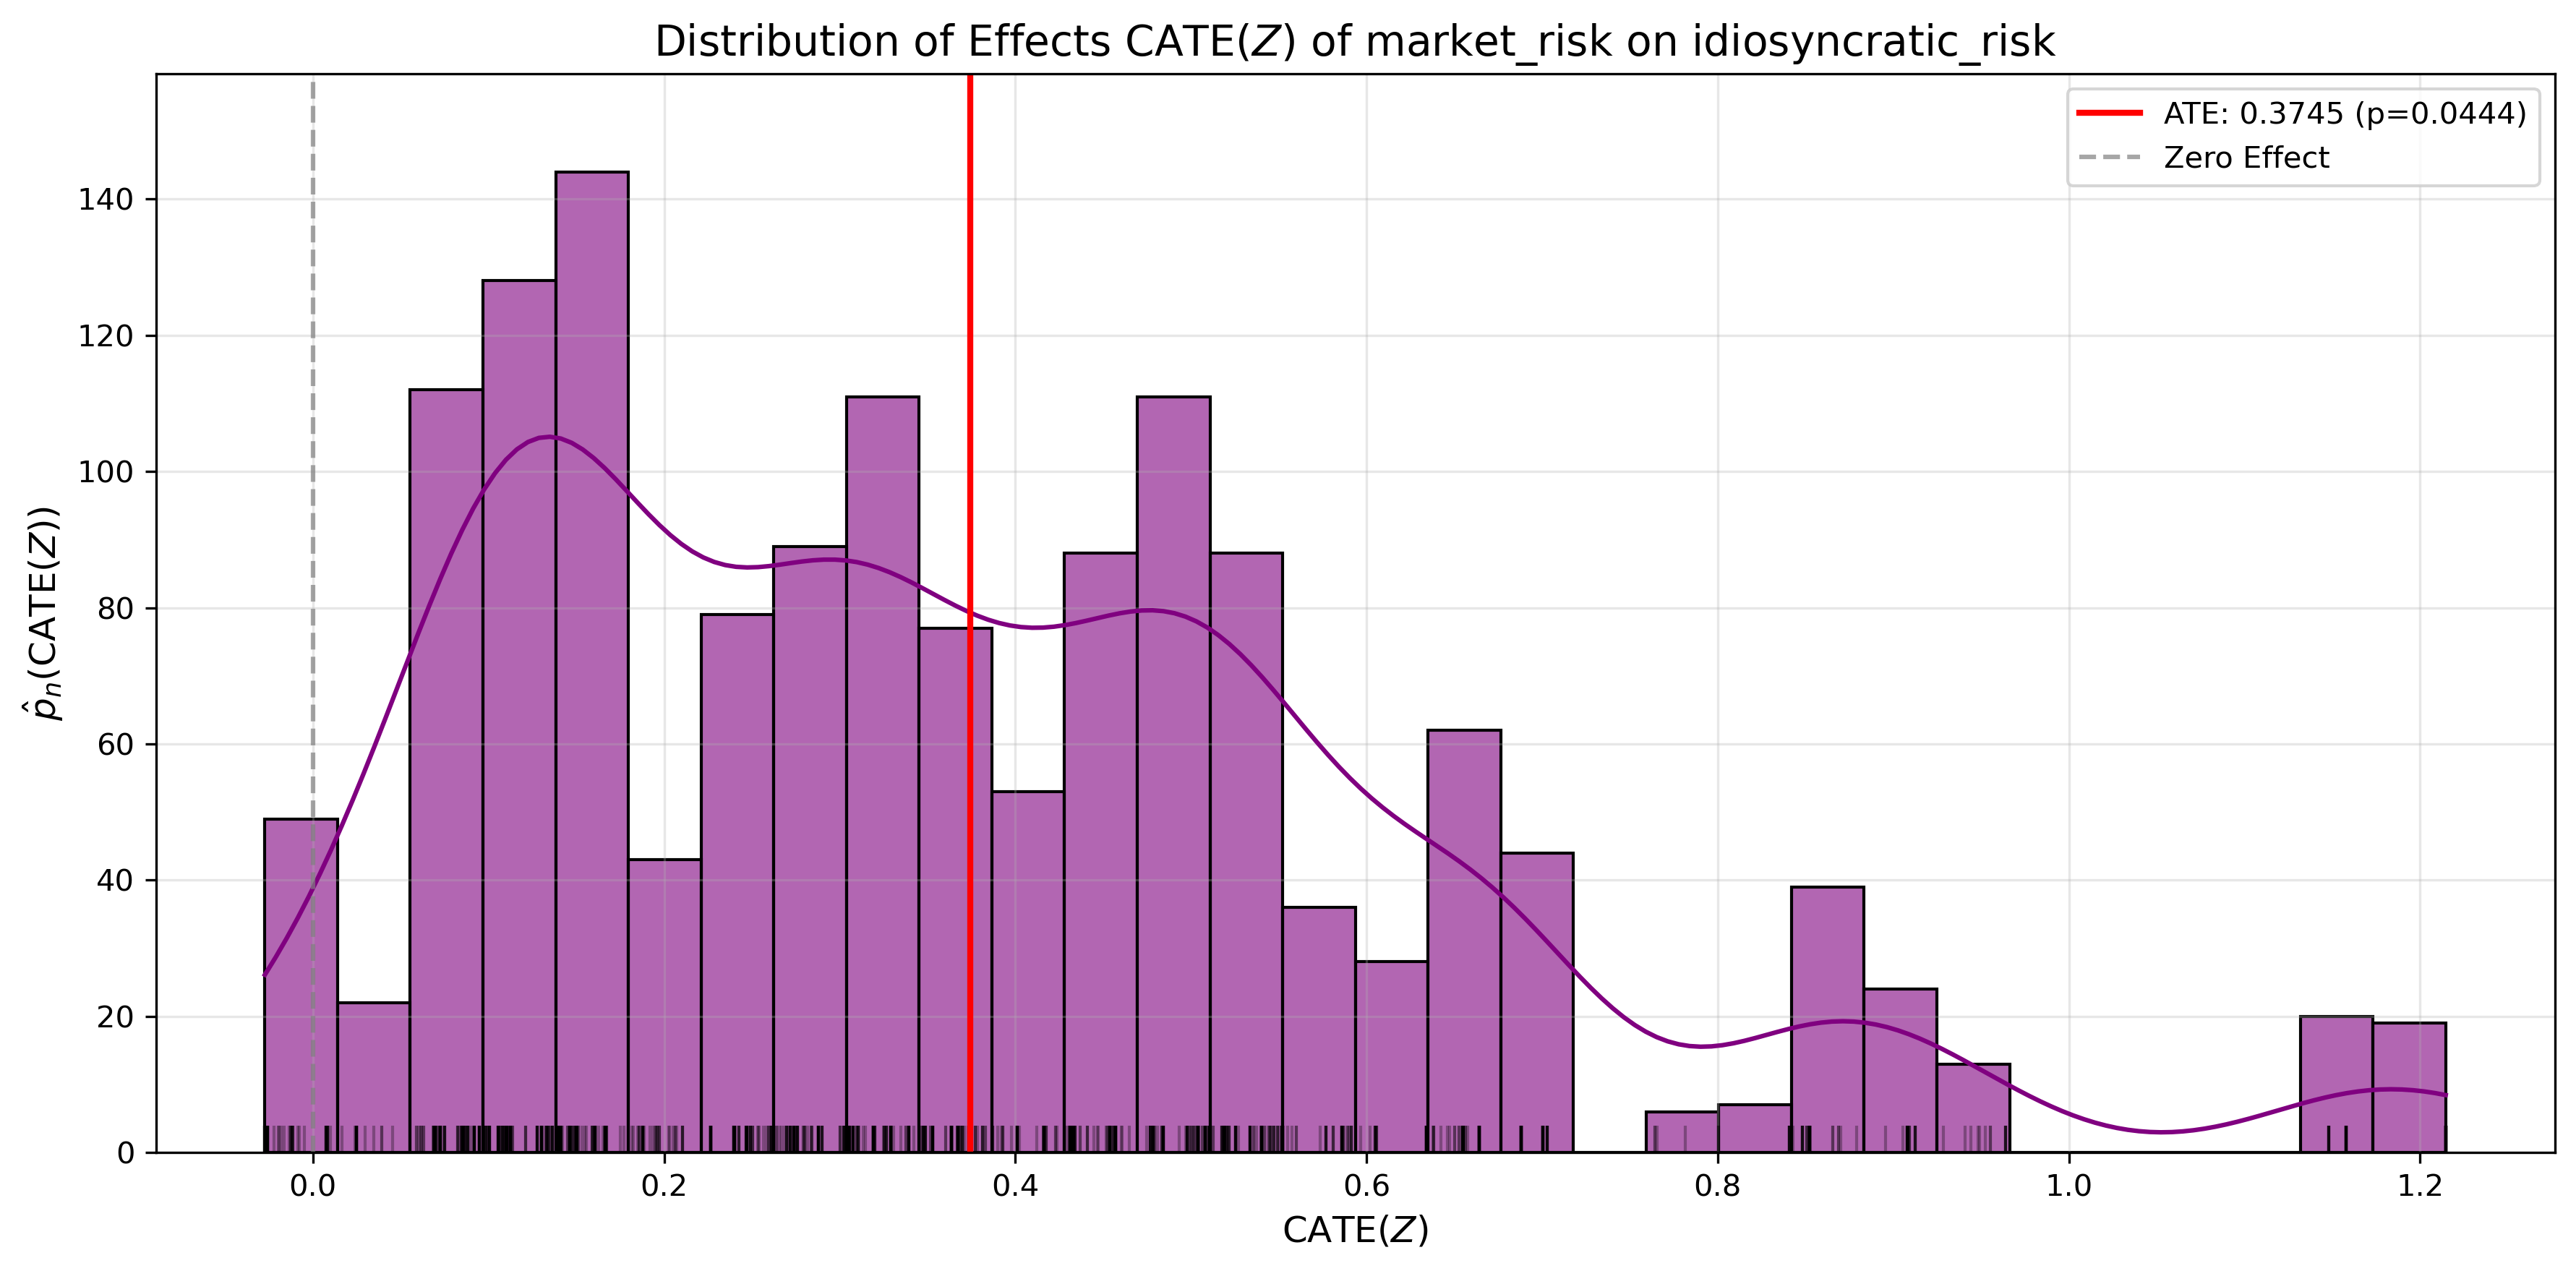 Distribution of Effects CATE(Z) of market_risk on idiosyncratic_risk
ATE: 0.3745 (p=0.0444)
Zero Effect
140
120
100
80
60
40
20
0
p̂ₙ(CATE(Z))
0.0 0.2 0.4 0.6 0.8 1.0 1.2
CATE(Z)